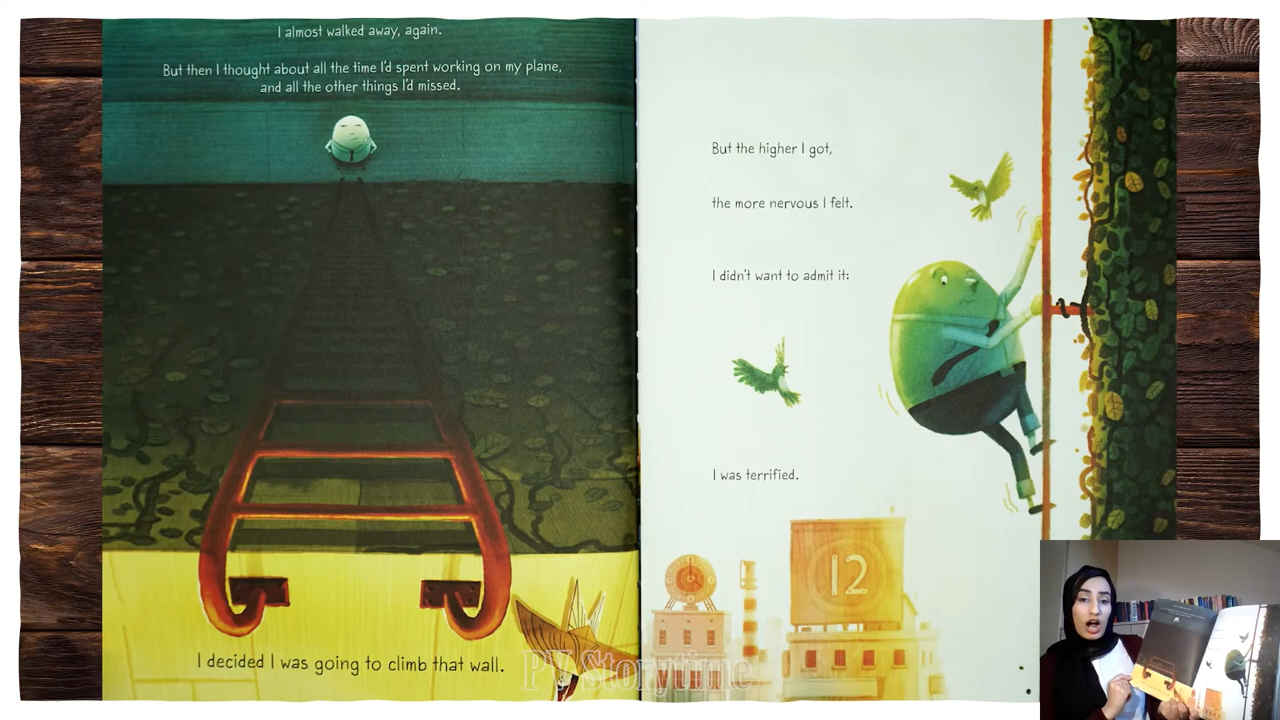 I almost walked away, again.
But then I thought about all the time I'd spent working on my plane,
and all the other things I'd missed.
I decided I was going to climb that wall.
But the higher I got,
the more nervous I felt.
I didn't want to admit it:
I was terrified.
12
PY Storytime